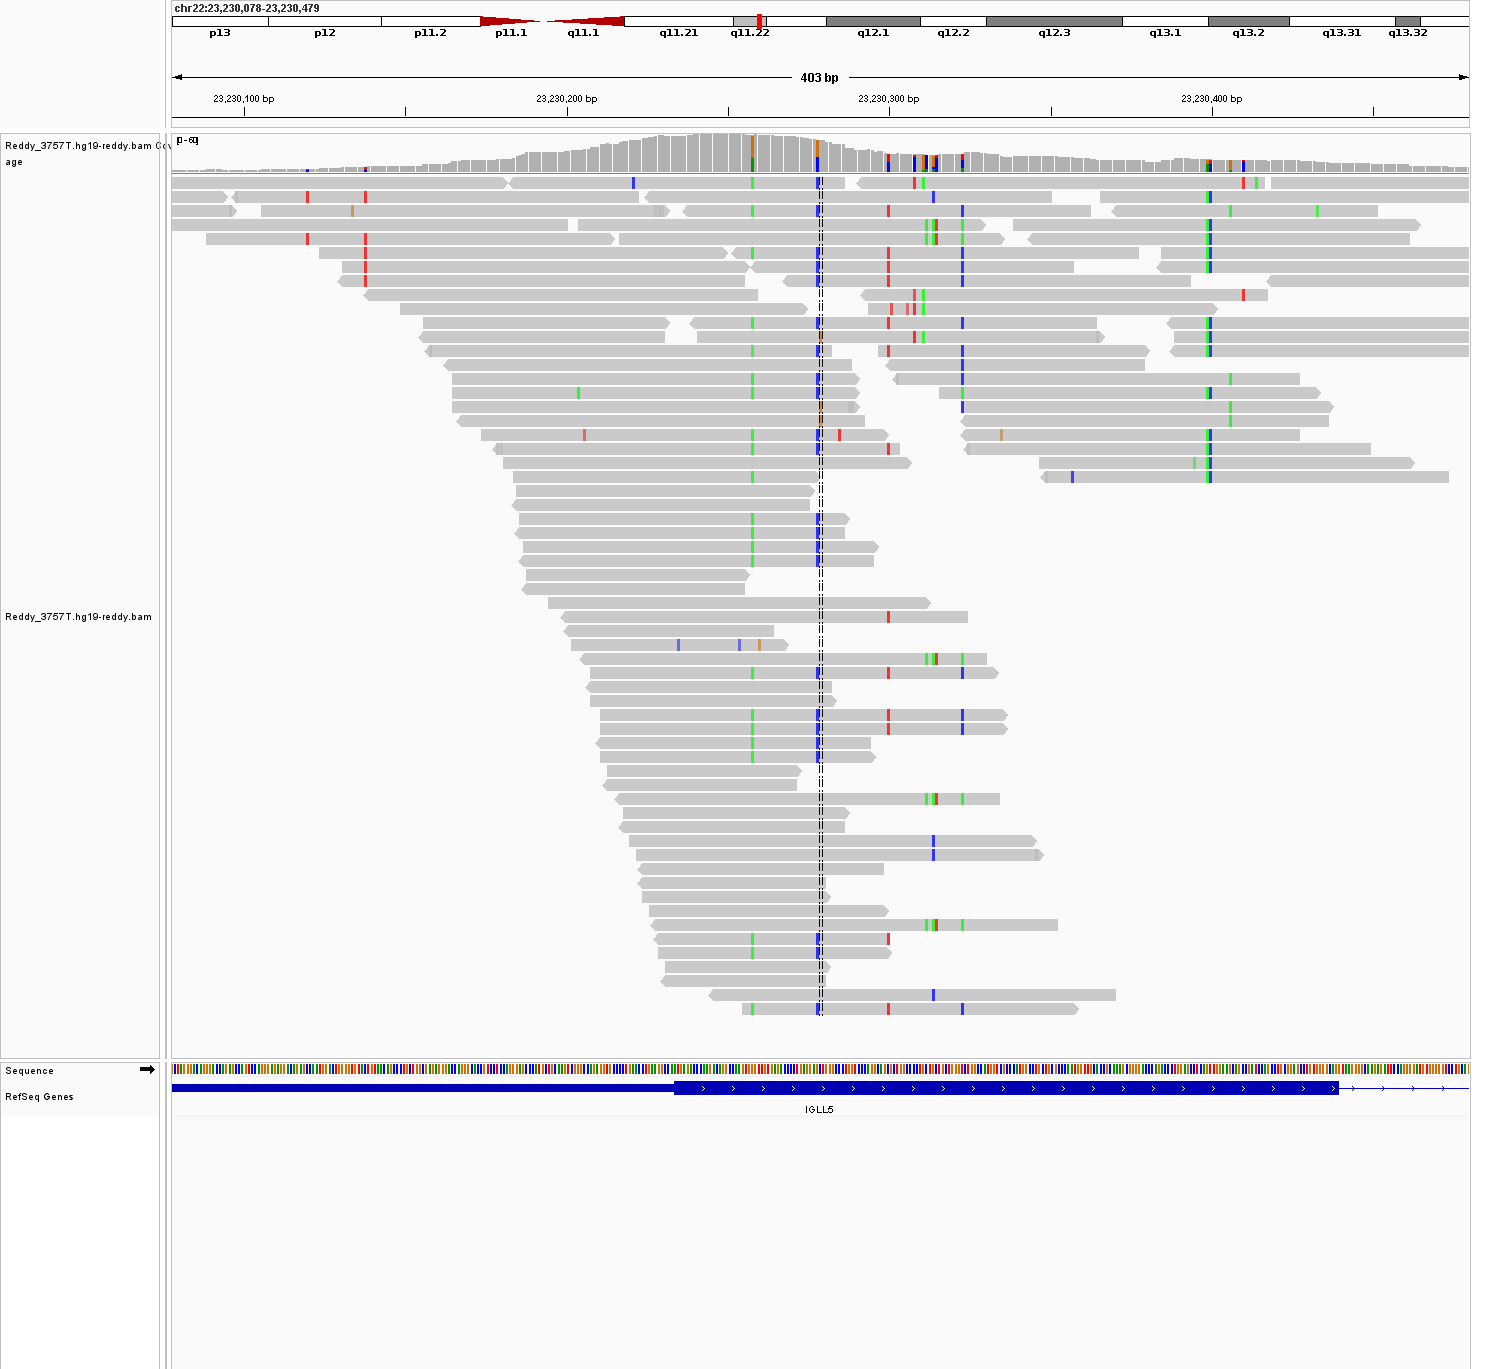 chr22:23,230,078-23,230,479
p13 p12 p11.2 p11.1 q11.1 q11.21 q11.22 q12.1 q12.2 q12.3 q13.1 q13.2 q13.31 q13.32
403 bp
23,230,100 bp 23,230,200 bp 23,230,300 bp 23,230,400 bp
[0 - 60]
Reddy_3757T.hg19-reddy.bam Cov
age
Reddy_3757T.hg19-reddy.bam
Sequence
RefSeq Genes
IGLL5